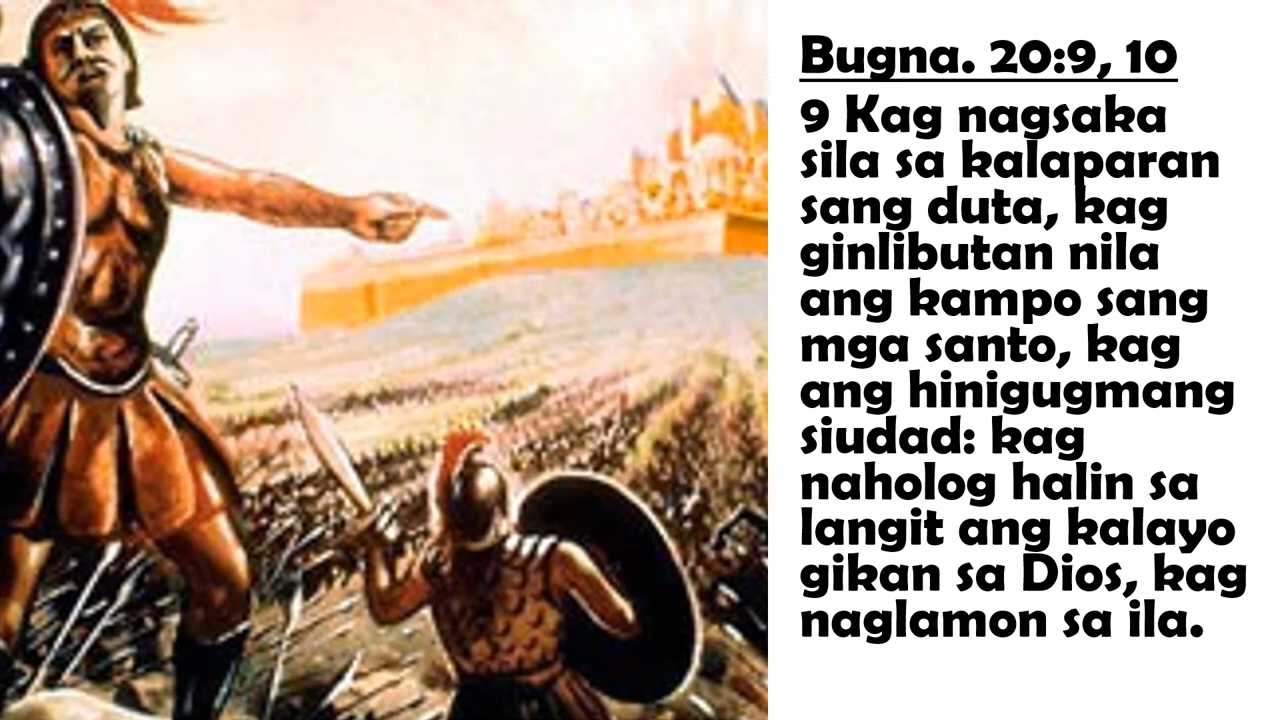 Bugna. 20:9, 10
9 Kag nagsaka
sila sa kalaparan
sang duta, kag
ginlibutan nila
ang kampo sang
mga santo, kag
ang hinigugmang
siudad: kag
naholog halin sa
langit ang kalayo
gikan sa Dios, kag
naglamon sa ila.